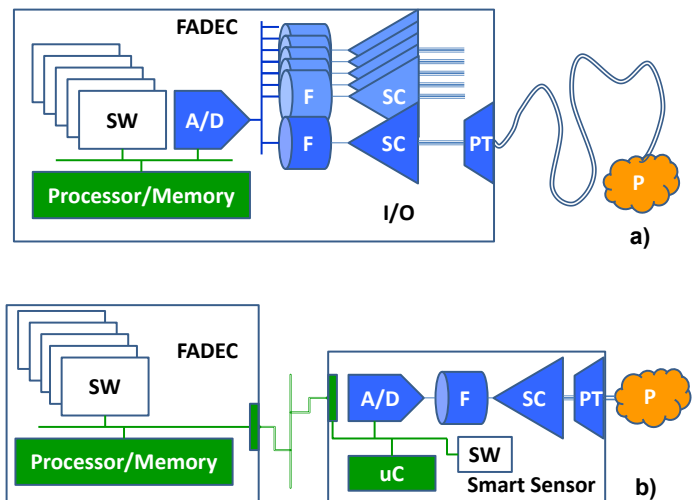 FADEC
SW
A/D
F
SC
F
SC
PT
P
Processor/Memory
I/O
a)
FADEC
SW
Processor/Memory
A/D
F
SC
PT
P
SW
uC
Smart Sensor
b)